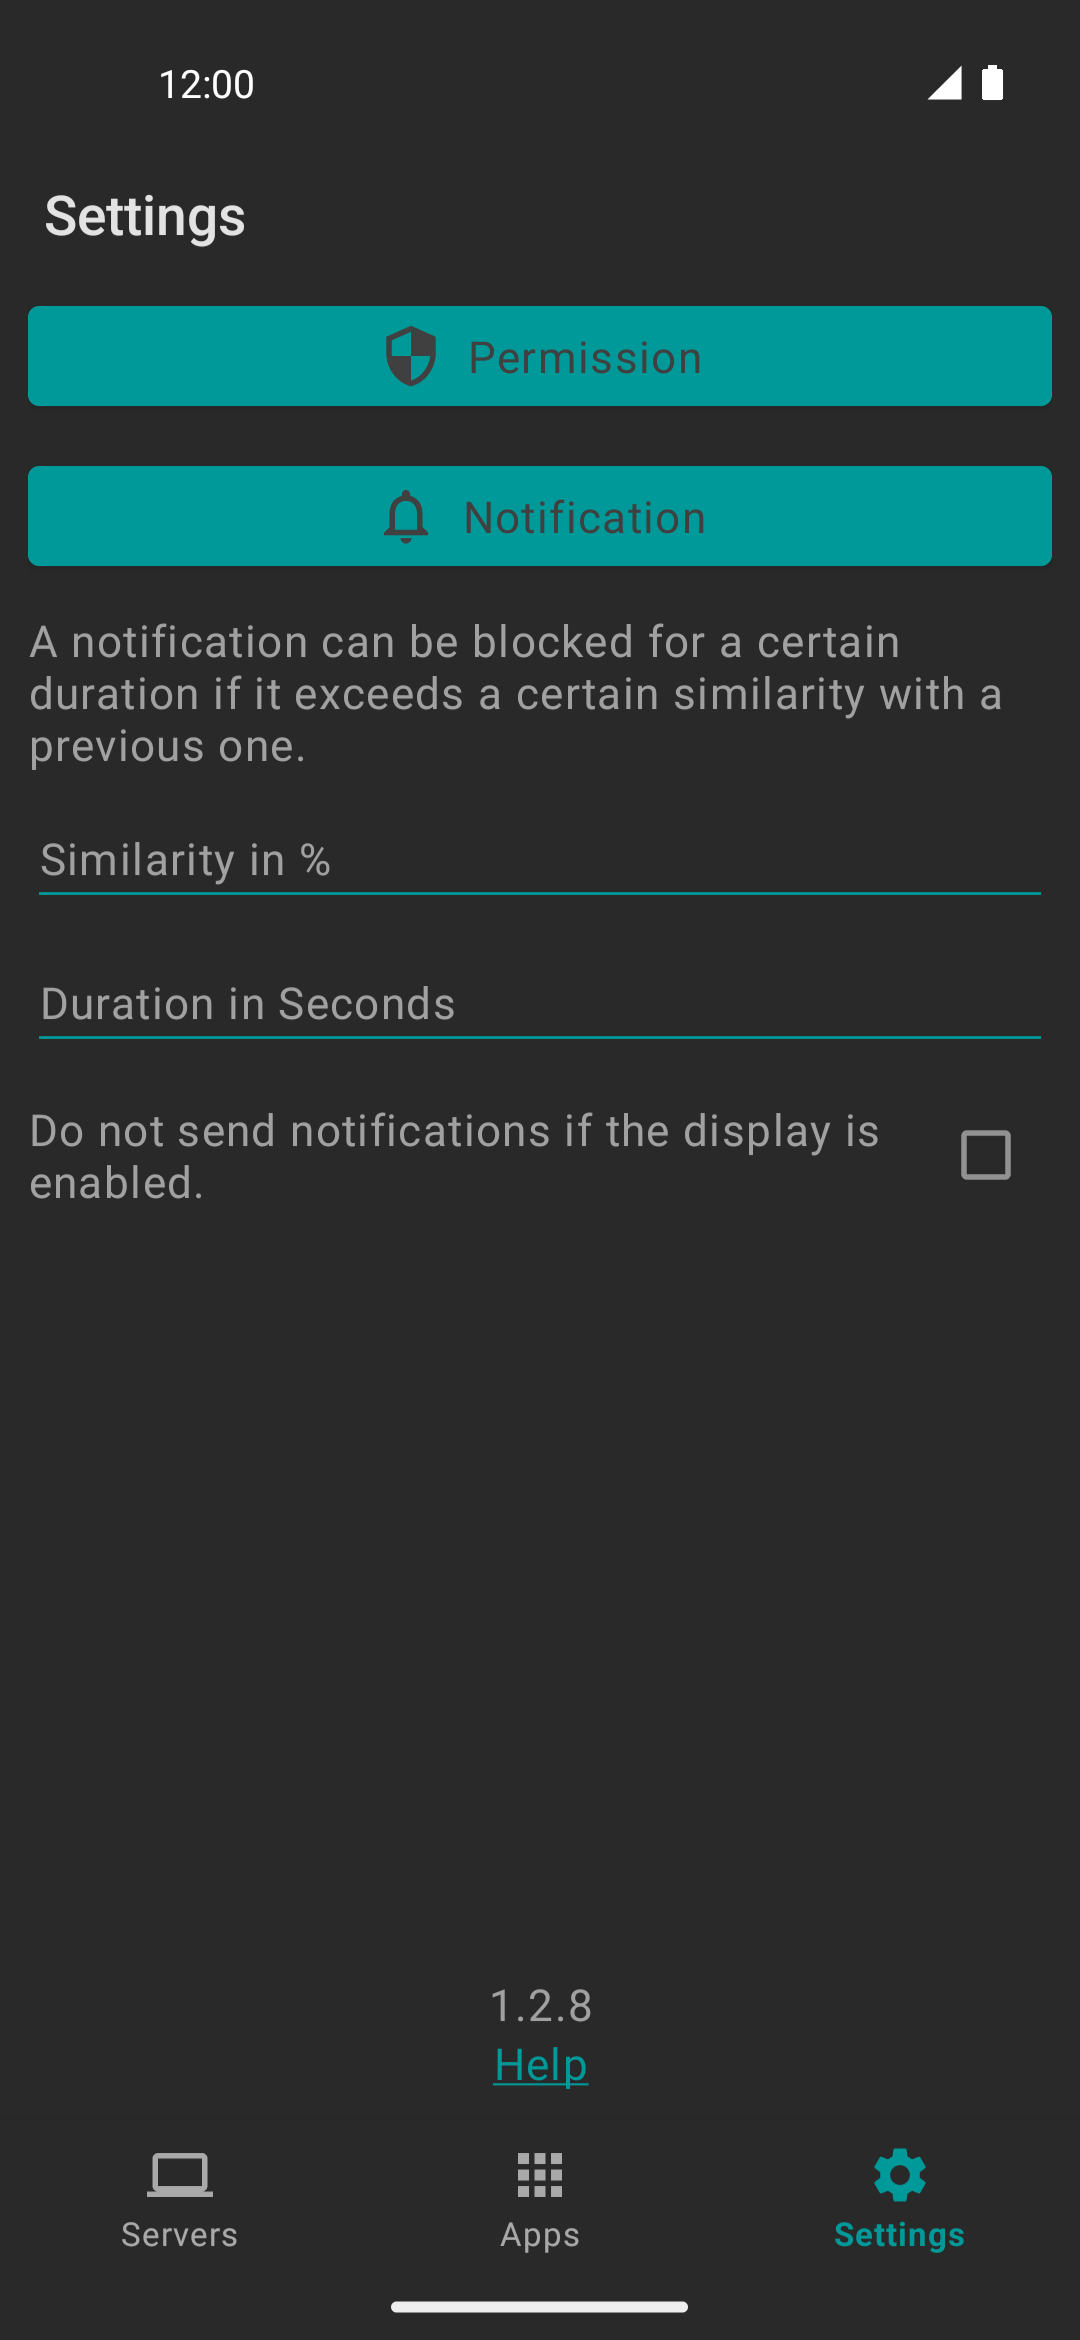 12:00
Settings
Permission
Notification
A notification can be blocked for a certain
duration if it exceeds a certain similarity with a
previous one.
Similarity in %
Duration in Seconds
Do not send notifications if the display is
enabled.
1.2.8
Help
Servers
Apps
Settings